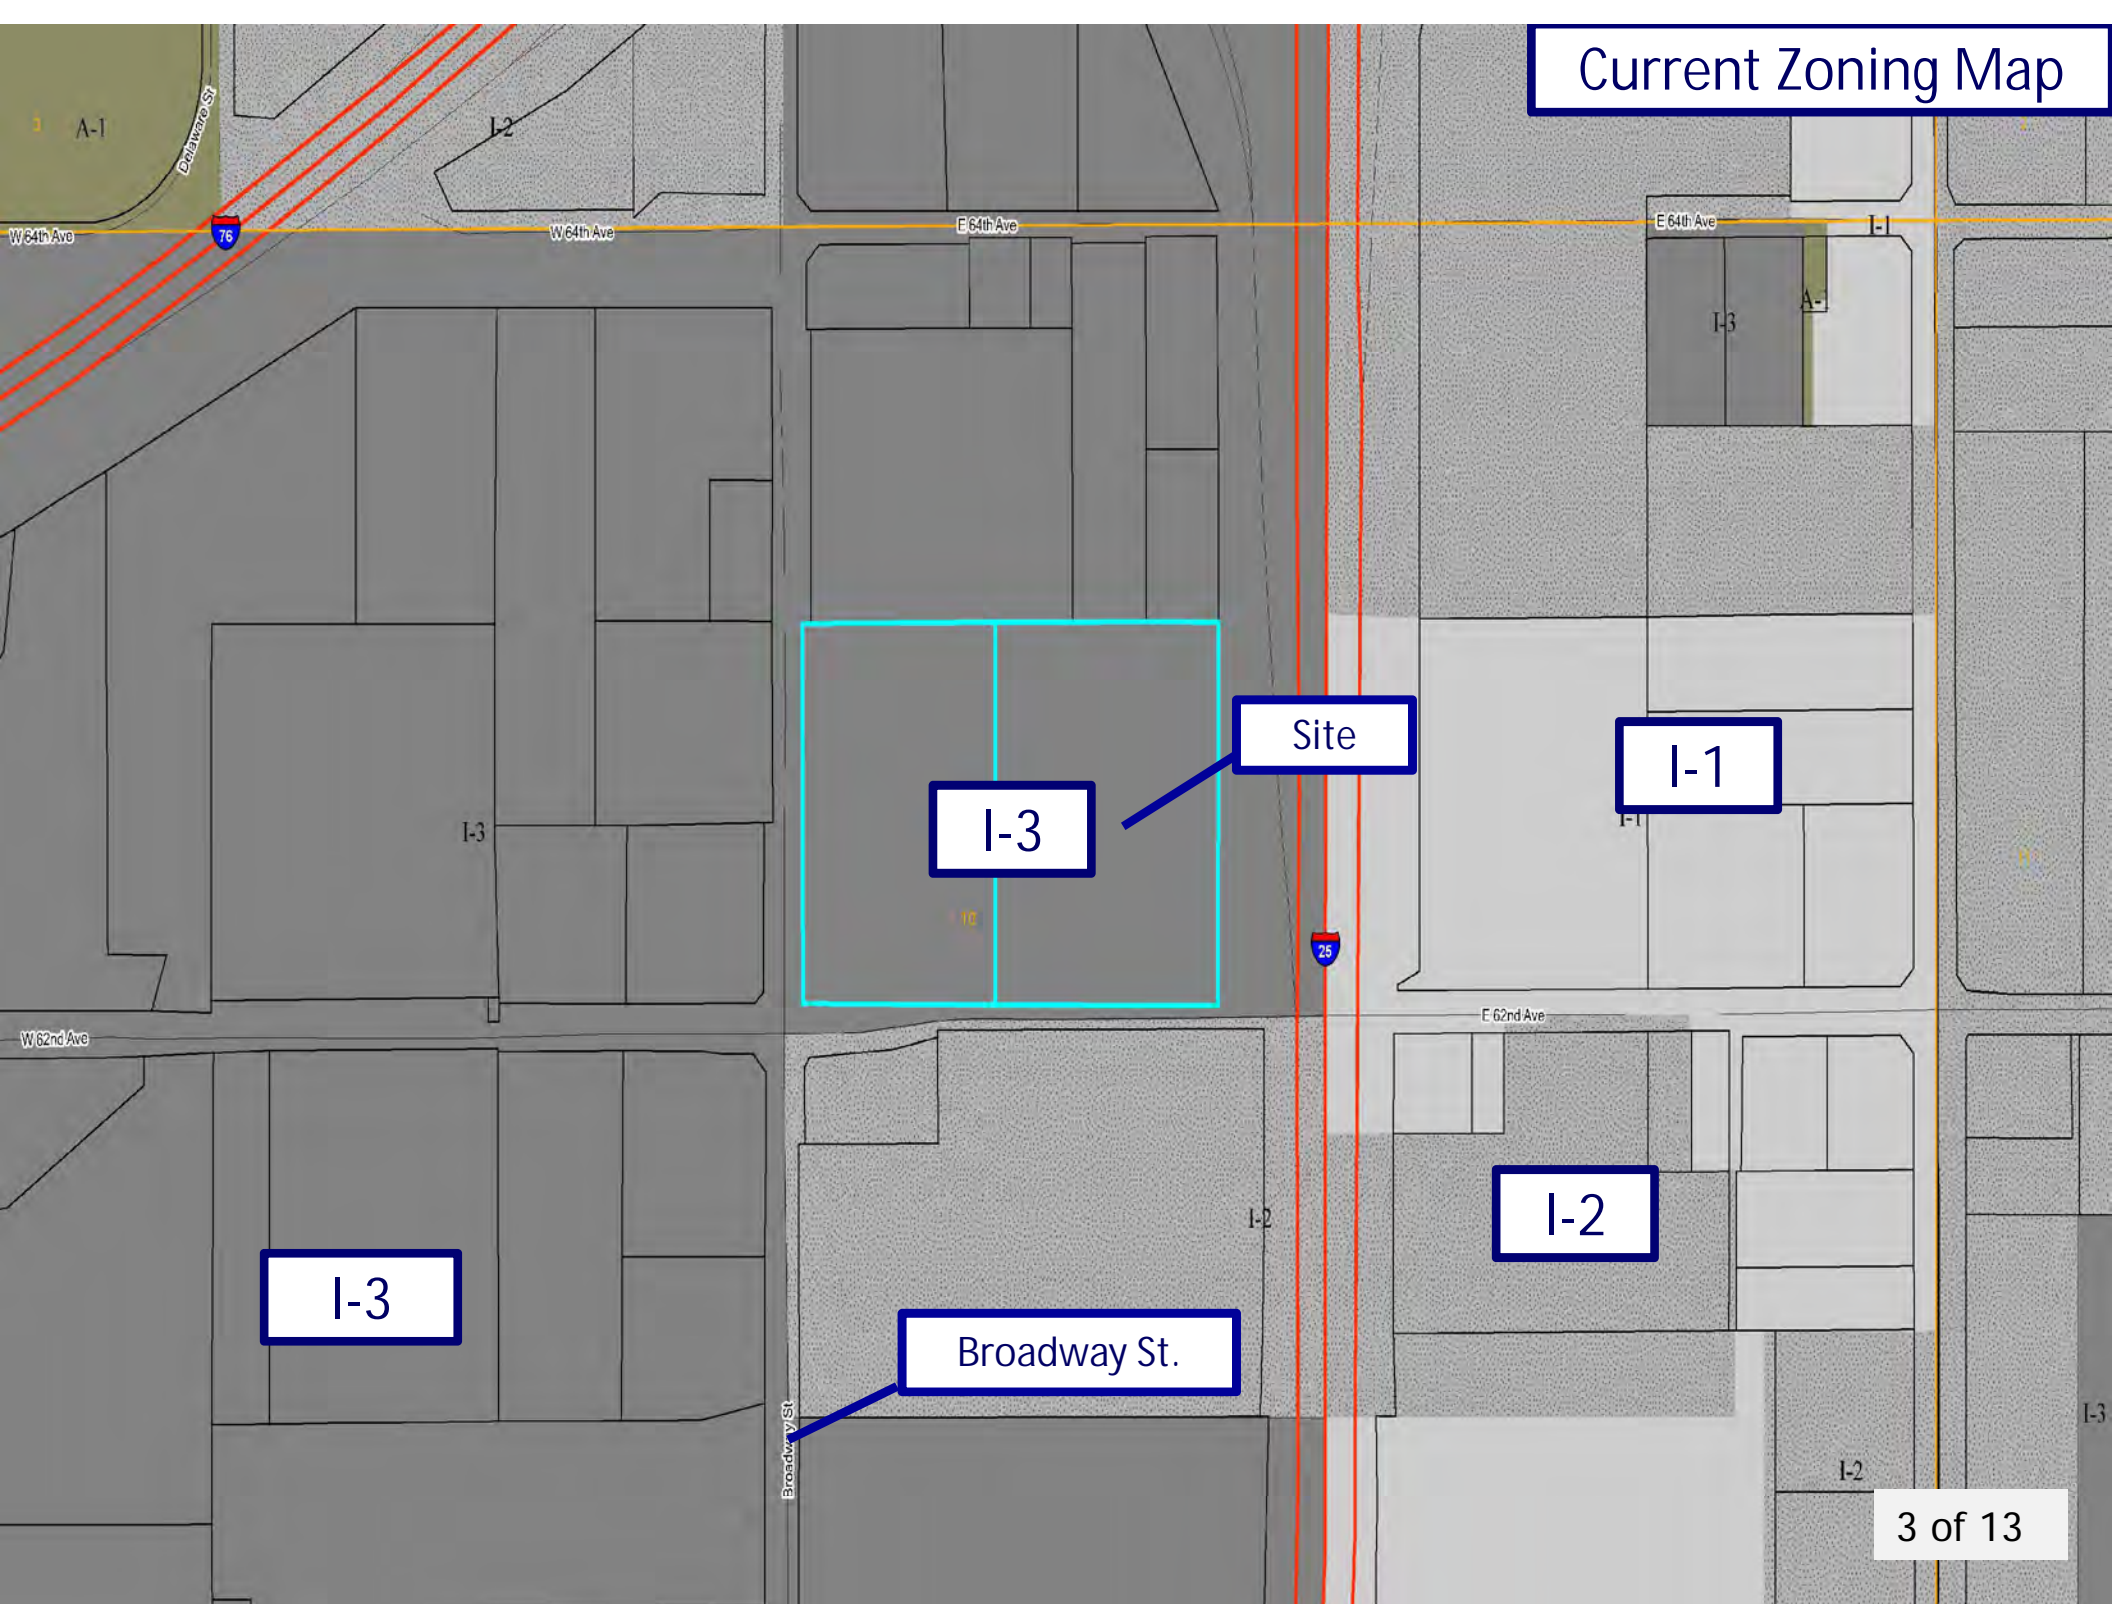 Current Zoning Map
Delaware St
A-1
I-2
W 64th Ave
76
W 64th Ave
E 64th Ave
E 64th Ave
I-1
I-3
Site
I-1
I-3
I-3
10
25
W 62nd Ave
E 62nd Ave
I-2
I-2
I-3
Broadway St.
Broadway St
I-3
I-2
3 of 13